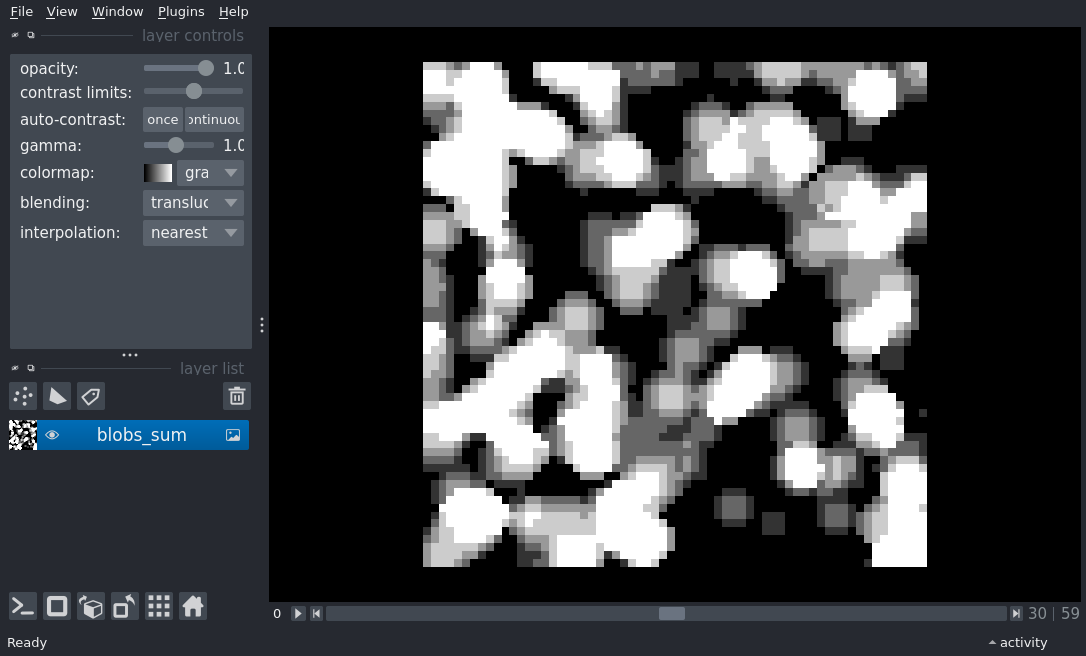 File View Window Plugins Help
layer controls
opacity: 1.0
contrast limits:
auto-contrast: once ontinuou
gamma: 1.0
colormap: gra
blending: transluc
interpolation: nearest
layer list
blobs_sum
0 30 | 59
Ready activity